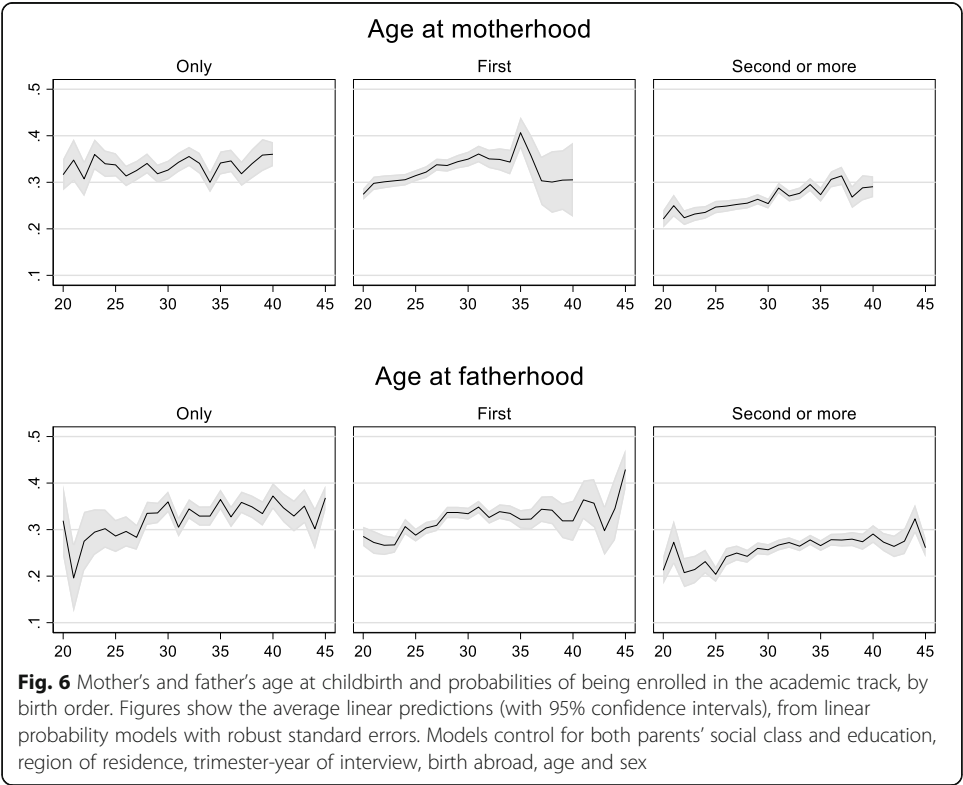 Age at motherhood
Only First Second or more
.5
.4
.3
.2
.1
20 25 30 35 40 45 20 25 30 35 40 45 20 25 30 35 40 45
Age at fatherhood
Only First Second or more
.5
.4
.3
.2
.1
20 25 30 35 40 45 20 25 30 35 40 45 20 25 30 35 40 45
Fig. 6 Mother's and father's age at childbirth and probabilities of being enrolled in the academic track, by
birth order. Figures show the average linear predictions (with 95% confidence intervals), from linear
probability models with robust standard errors. Models control for both parents' social class and education,
region of residence, trimester-year of interview, birth abroad, age and sex